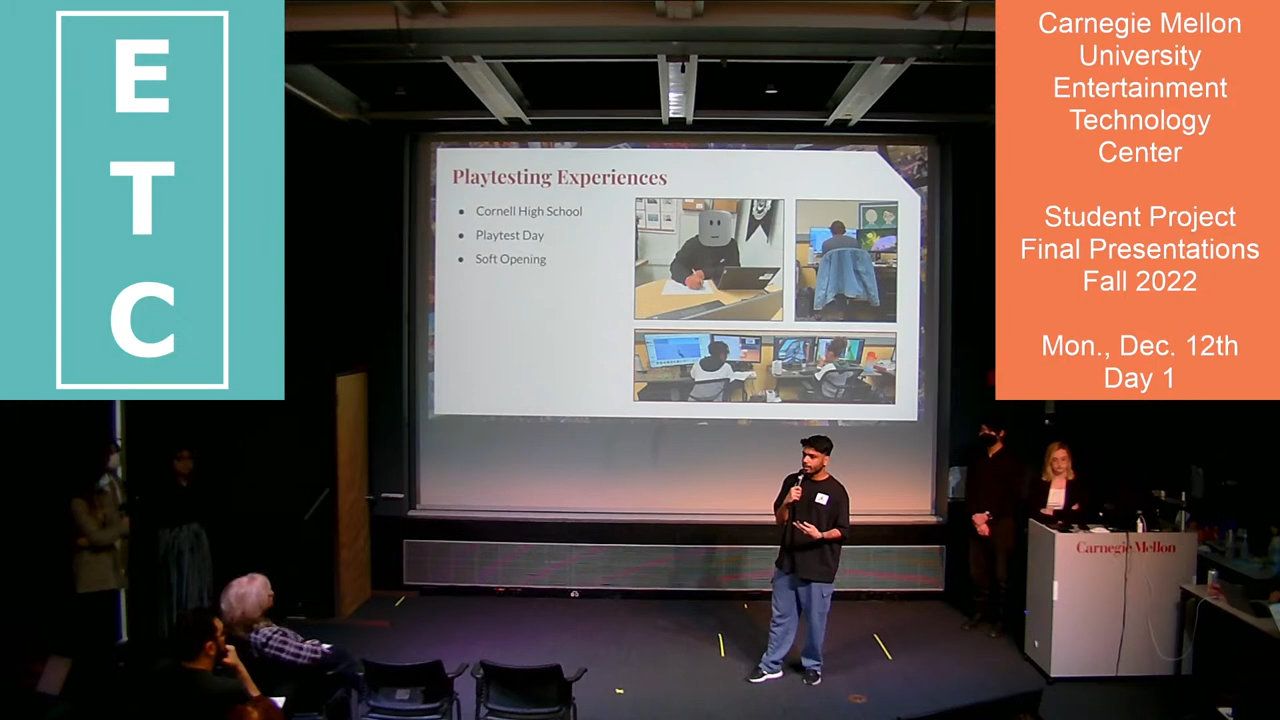 E
T
C
Carnegie Mellon
University
Entertainment
Technology
Center
Student Project
Final Presentations
Fall 2022
Mon., Dec. 12th
Day 1
Playtesting Experiences
• Cornell High School
• Playtest Day
• Soft Opening
Carnegie Mellon